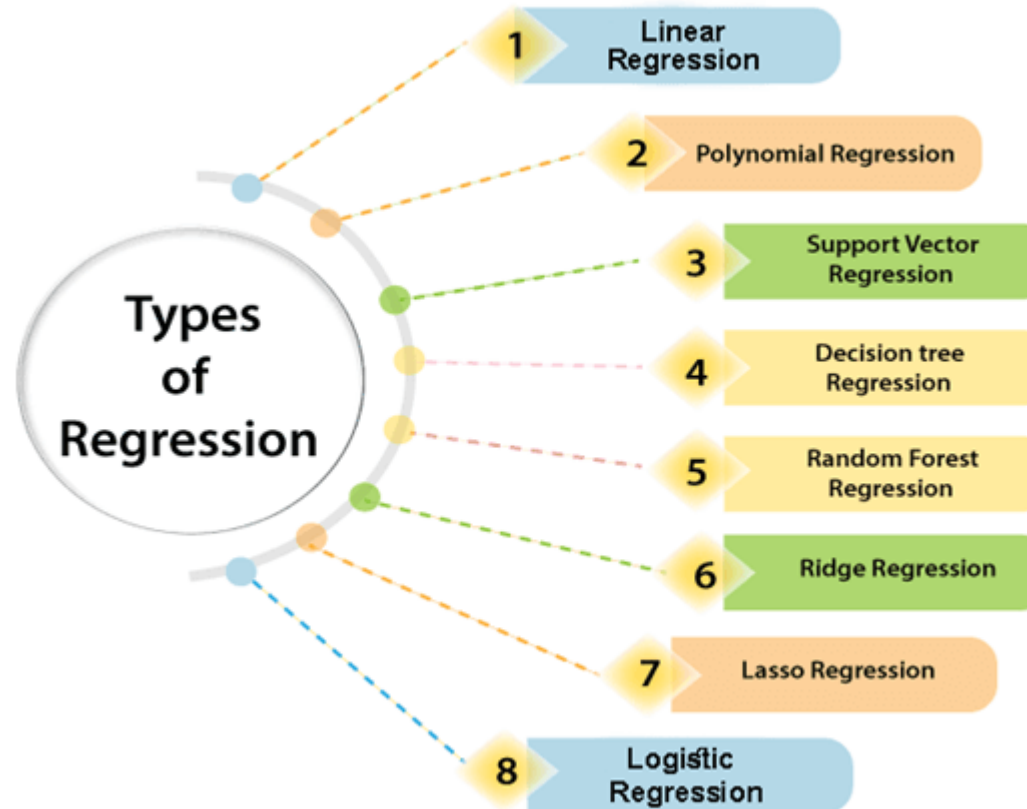 1
Linear
Regression
2
Polynomial Regression
3
Support Vector
Regression
Types
of
Regression
4
Decision tree
Regression
5
Random Forest
Regression
6
Ridge Regression
7
Lasso Regression
8
Logistic
Regression